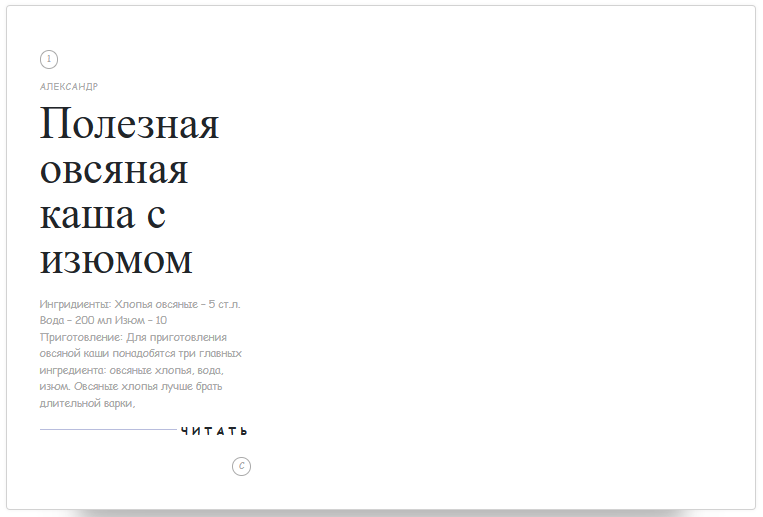 1
АЛЕКСАНДР
Полезная
овсяная
каша с
изюмом
Ингридиенты: Хлопья овсяные – 5 ст.л.
Вода – 200 мл Изюм – 10
Приготовление: Для приготовления
овсяной каши понадобятся три главных
ингредиента: овсяные хлопья, вода,
изюм. Овсяные хлопья лучше брать
длительной варки,
ЧИТАТЬ
С